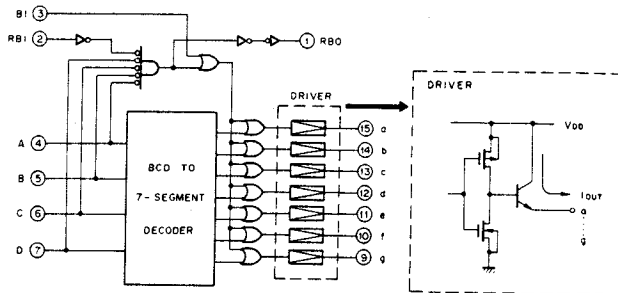 BI 3
RBI 2
1 RBO
DRIVER
DRIVER
A 4
B 5
C 6
D 7
BCD TO
7-SEGMENT
DECODER
15 a
14 b
13 c
12 d
11 e
10 f
9 g
VDD
IOUT
a
g